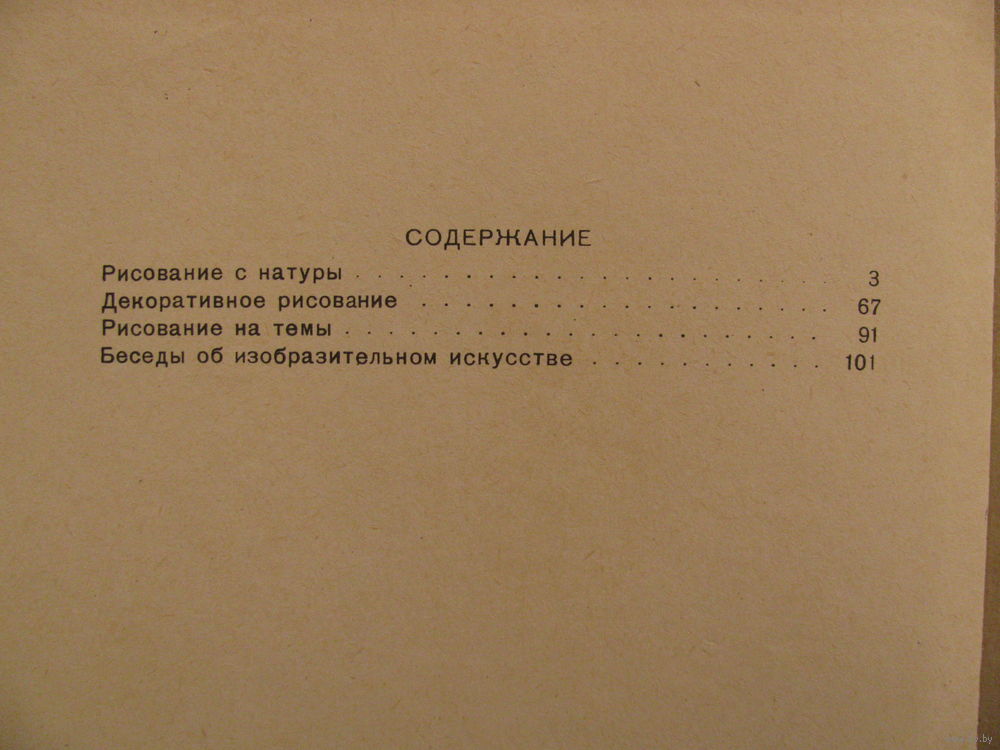 СОДЕРЖАНИЕ
Рисование с натуры . . . . . . . . . . . . . . . . . . 3
Декоративное рисование . . . . . . . . . . . . . . . 67
Рисование на темы . . . . . . . . . . . . . . . . . . 91
Беседы об изобразительном искусстве . . . . . . . . . 101